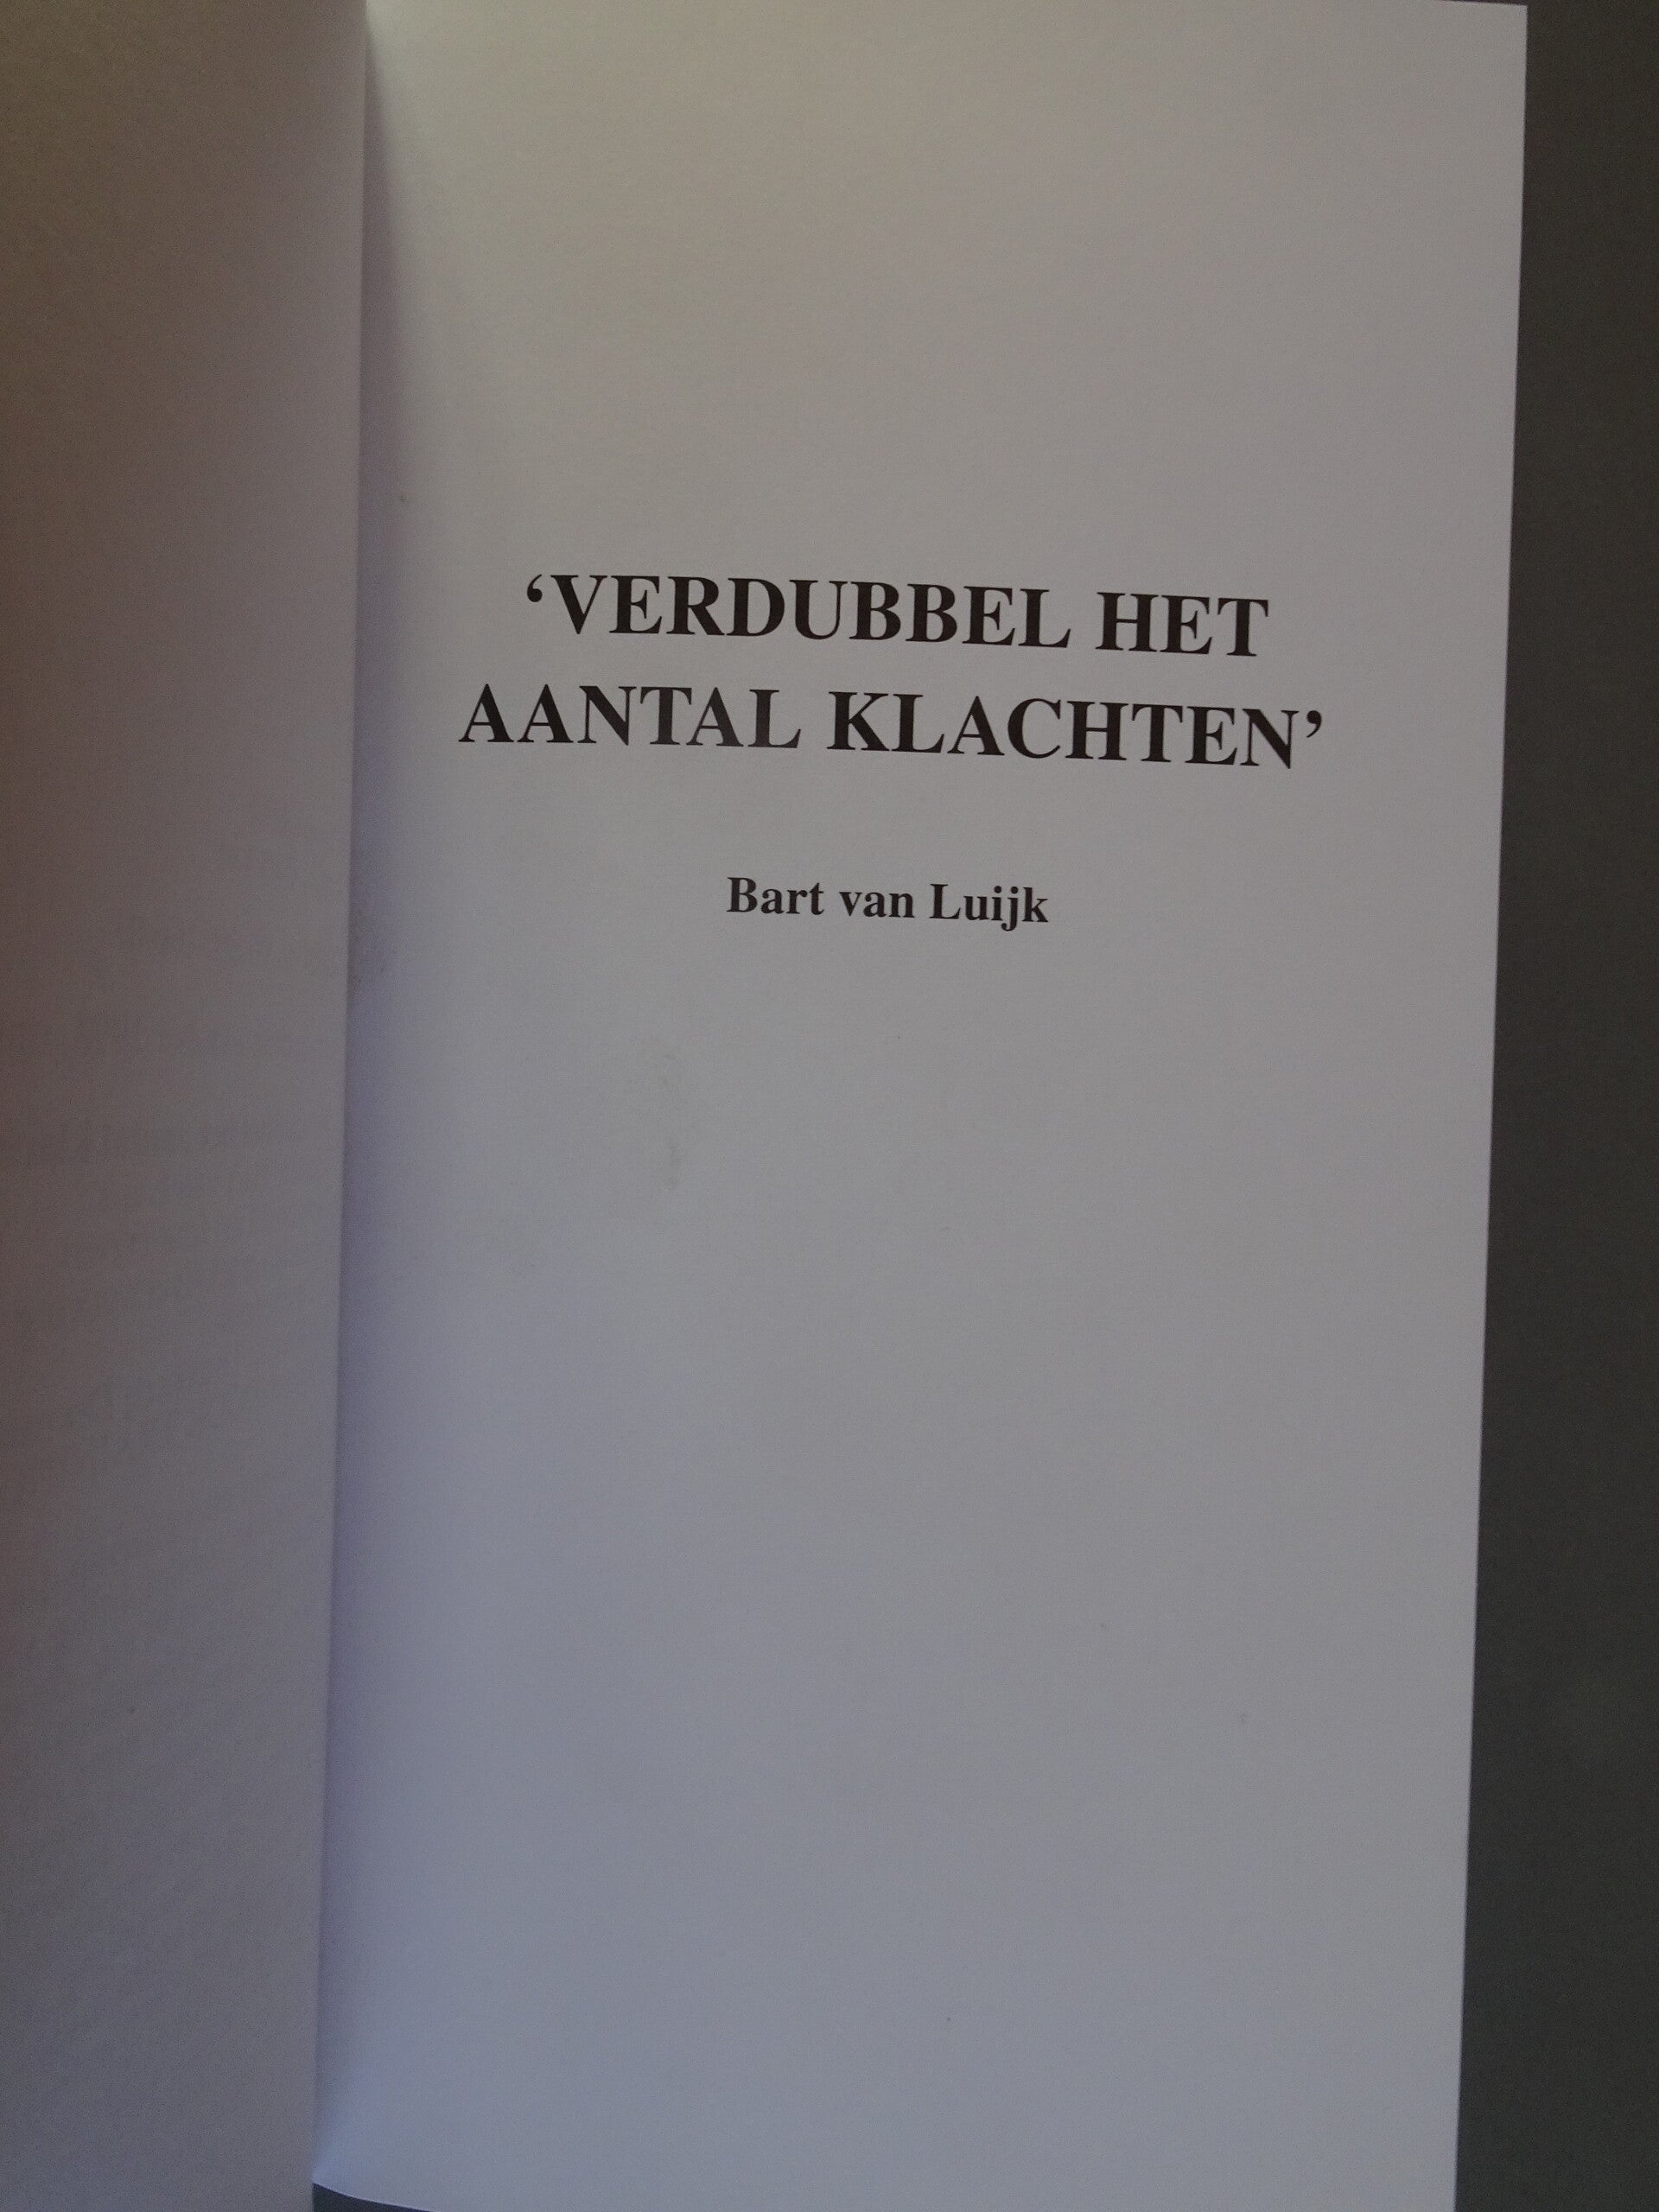 ‘VERDUBBEL HET
AANTAL KLACHTEN’
Bart van Luijk